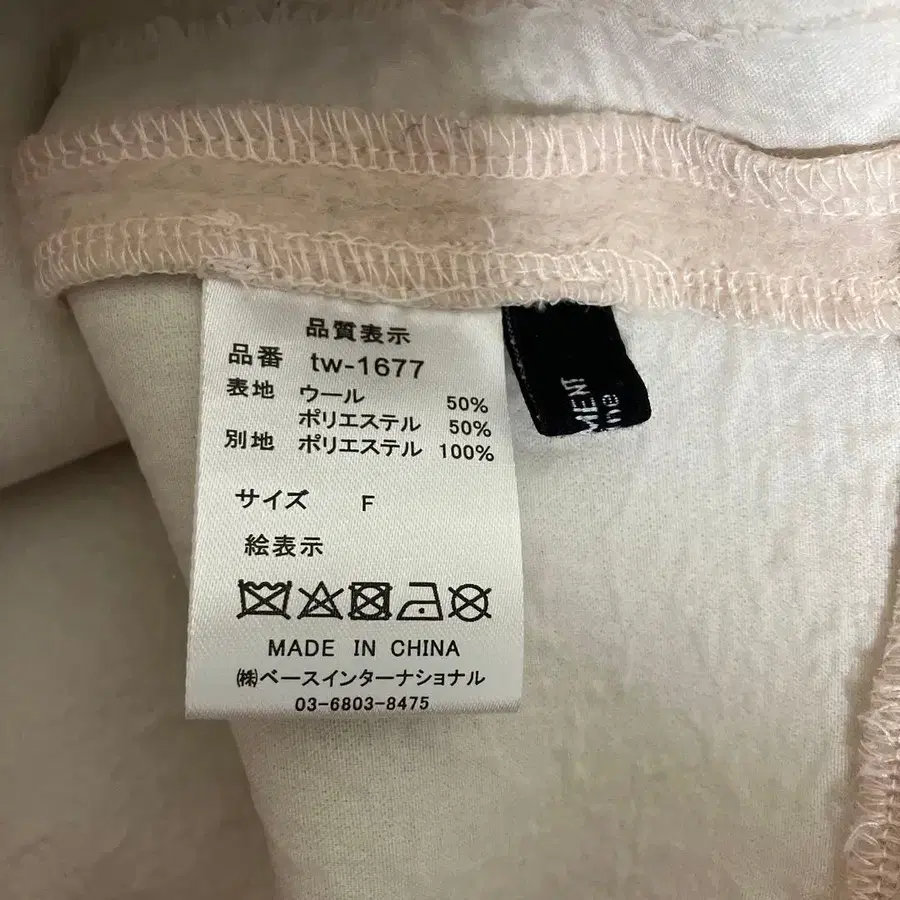 品質表示
品番 tw-1677
表地 ウール 50%
ポリエステル 50%
別地 ポリエステル 100%
サイズ F
絵表示
MADE IN CHINA
㈱ベースインターナショナル
03-6803-8475